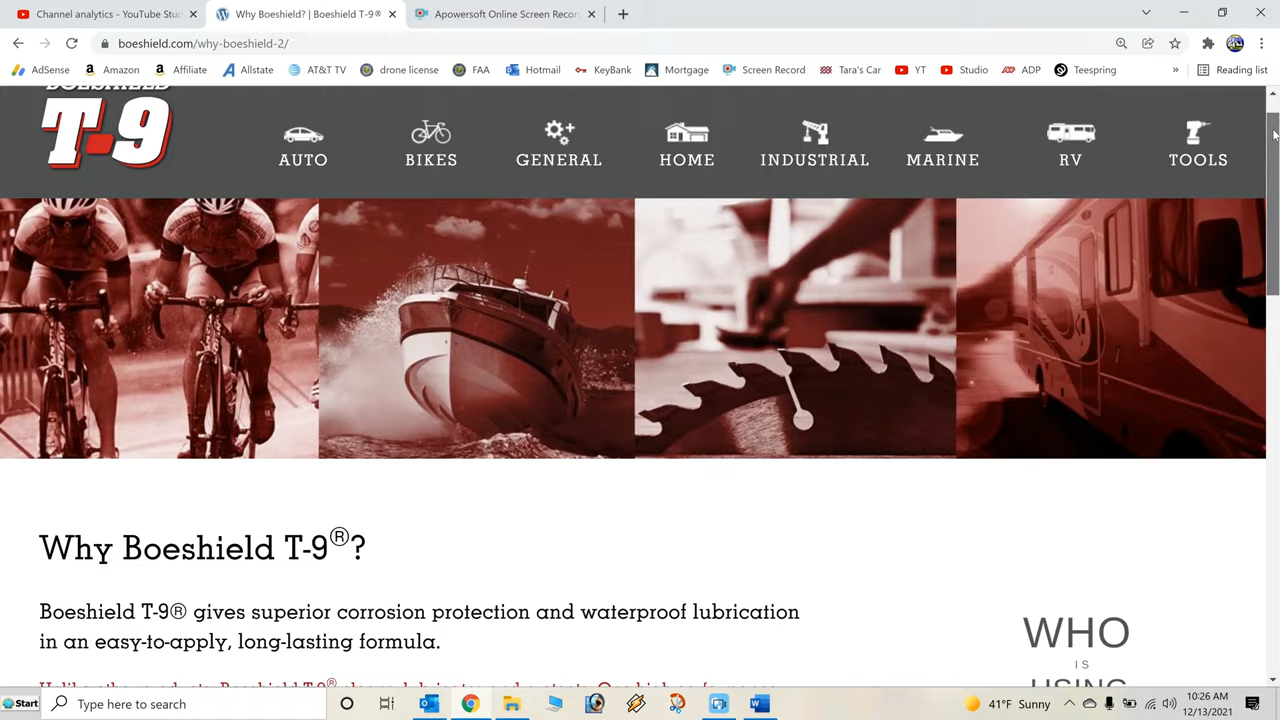 Channel analytics - YouTube Stu
Why Boeshield? | Boeshield T-9®
Apowersoft Online Screen Recor
boeshield.com/why-boeshield-2/
AdSense
Amazon
Affiliate
Allstate
AT&T TV
drone license
FAA
Hotmail
KeyBank
Mortgage
Screen Record
Tara's Car
YT
Studio
ADP
Teespring
»
Reading list
BOESHIELD
T-9
AUTO
BIKES
GENERAL
HOME
INDUSTRIAL
MARINE
RV
TOOLS
Why Boeshield T-9®?
Boeshield T-9® gives superior corrosion protection and waterproof lubrication
in an easy-to-apply, long-lasting formula.
WHO
IS
USING
Start
Type here to search
41°F Sunny
10:26 AM
12/13/2021